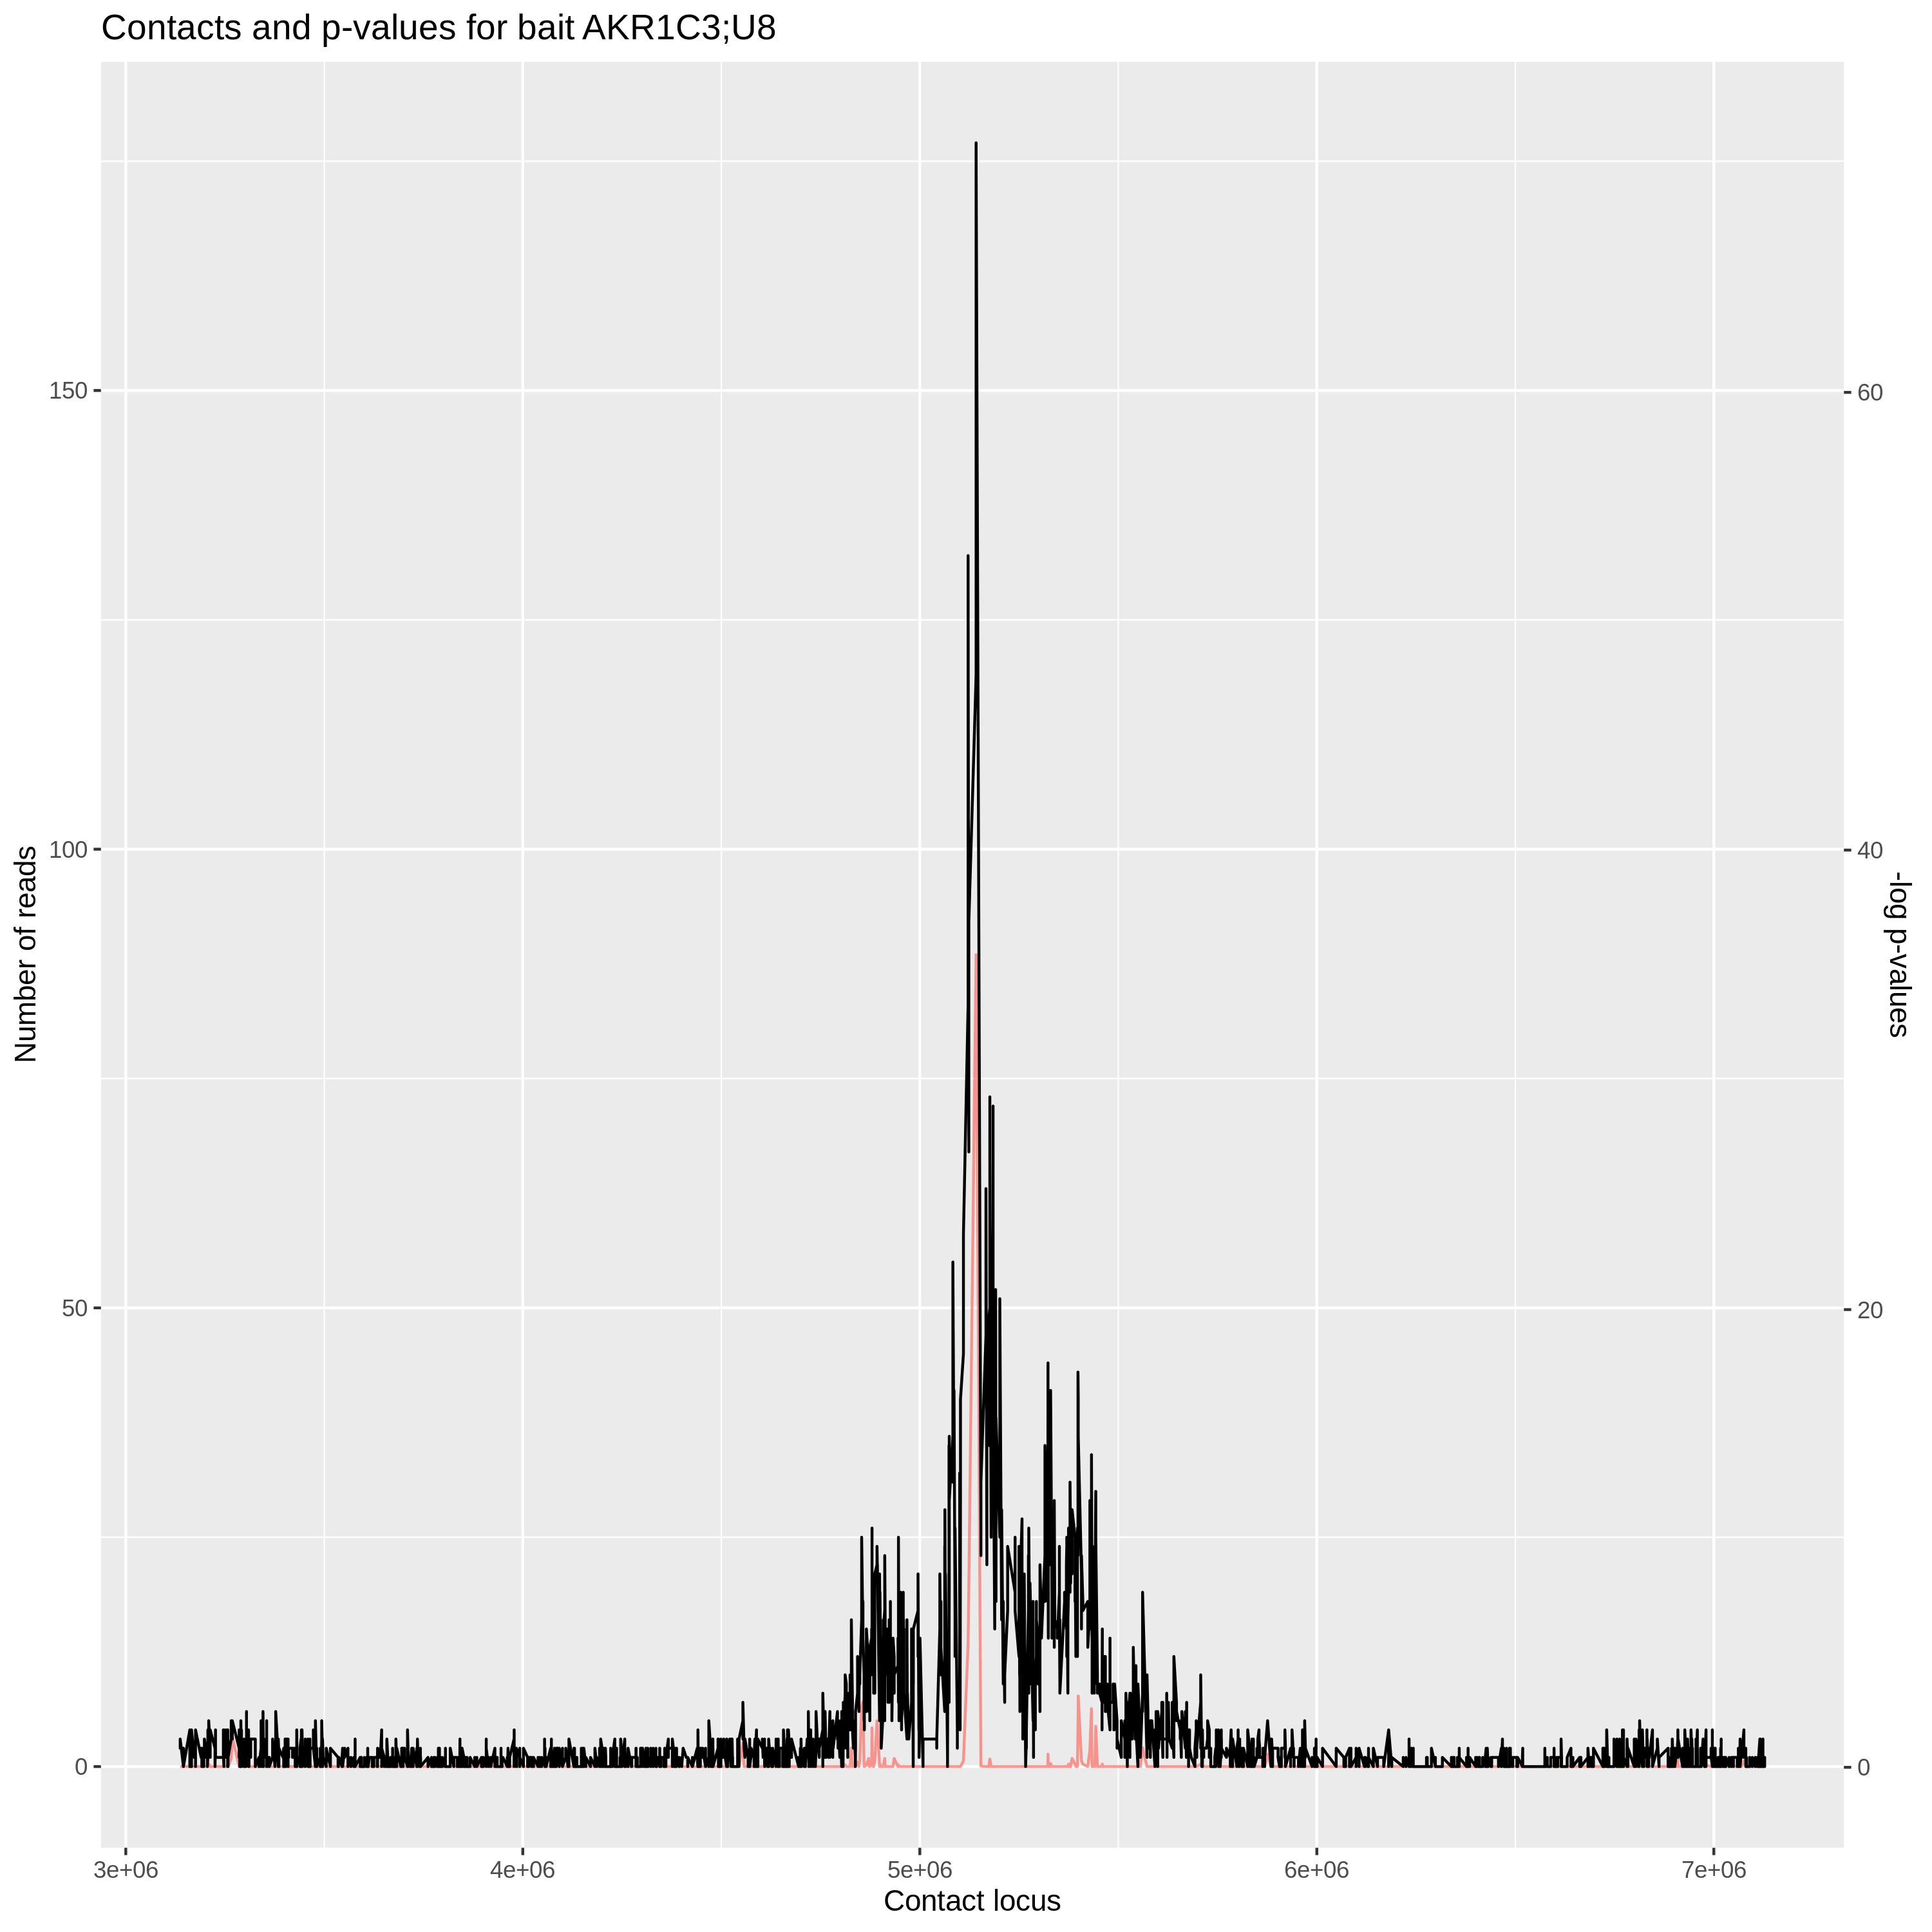 Contacts and p-values for bait AKR1C3;U8
150
100
50
0
60
40
20
0
Number of reads
-log p-values
3e+06 4e+06 5e+06 6e+06 7e+06
Contact locus